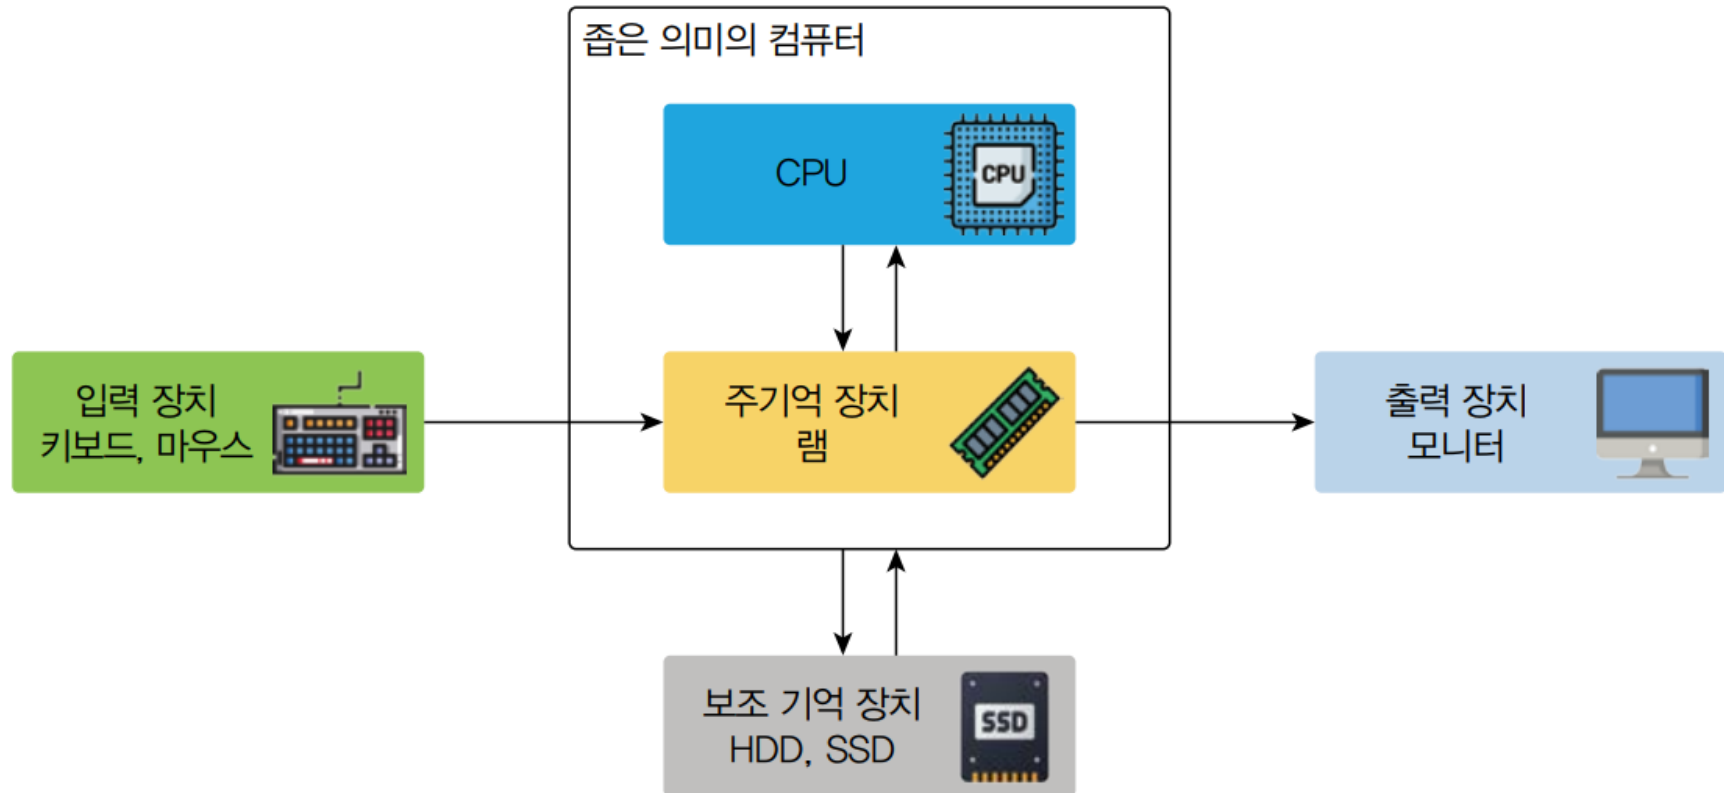 좁은 의미의 컴퓨터
CPU
CPU
입력 장치
키보드, 마우스
주기억 장치
램
출력 장치
모니터
보조 기억 장치
HDD, SSD
SSD